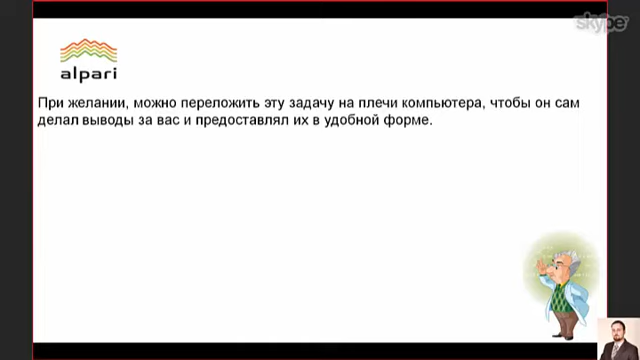 skype
alpari
При желании, можно переложить эту задачу на плечи компьютера, чтобы он сам
делал выводы за вас и предоставлял их в удобной форме.